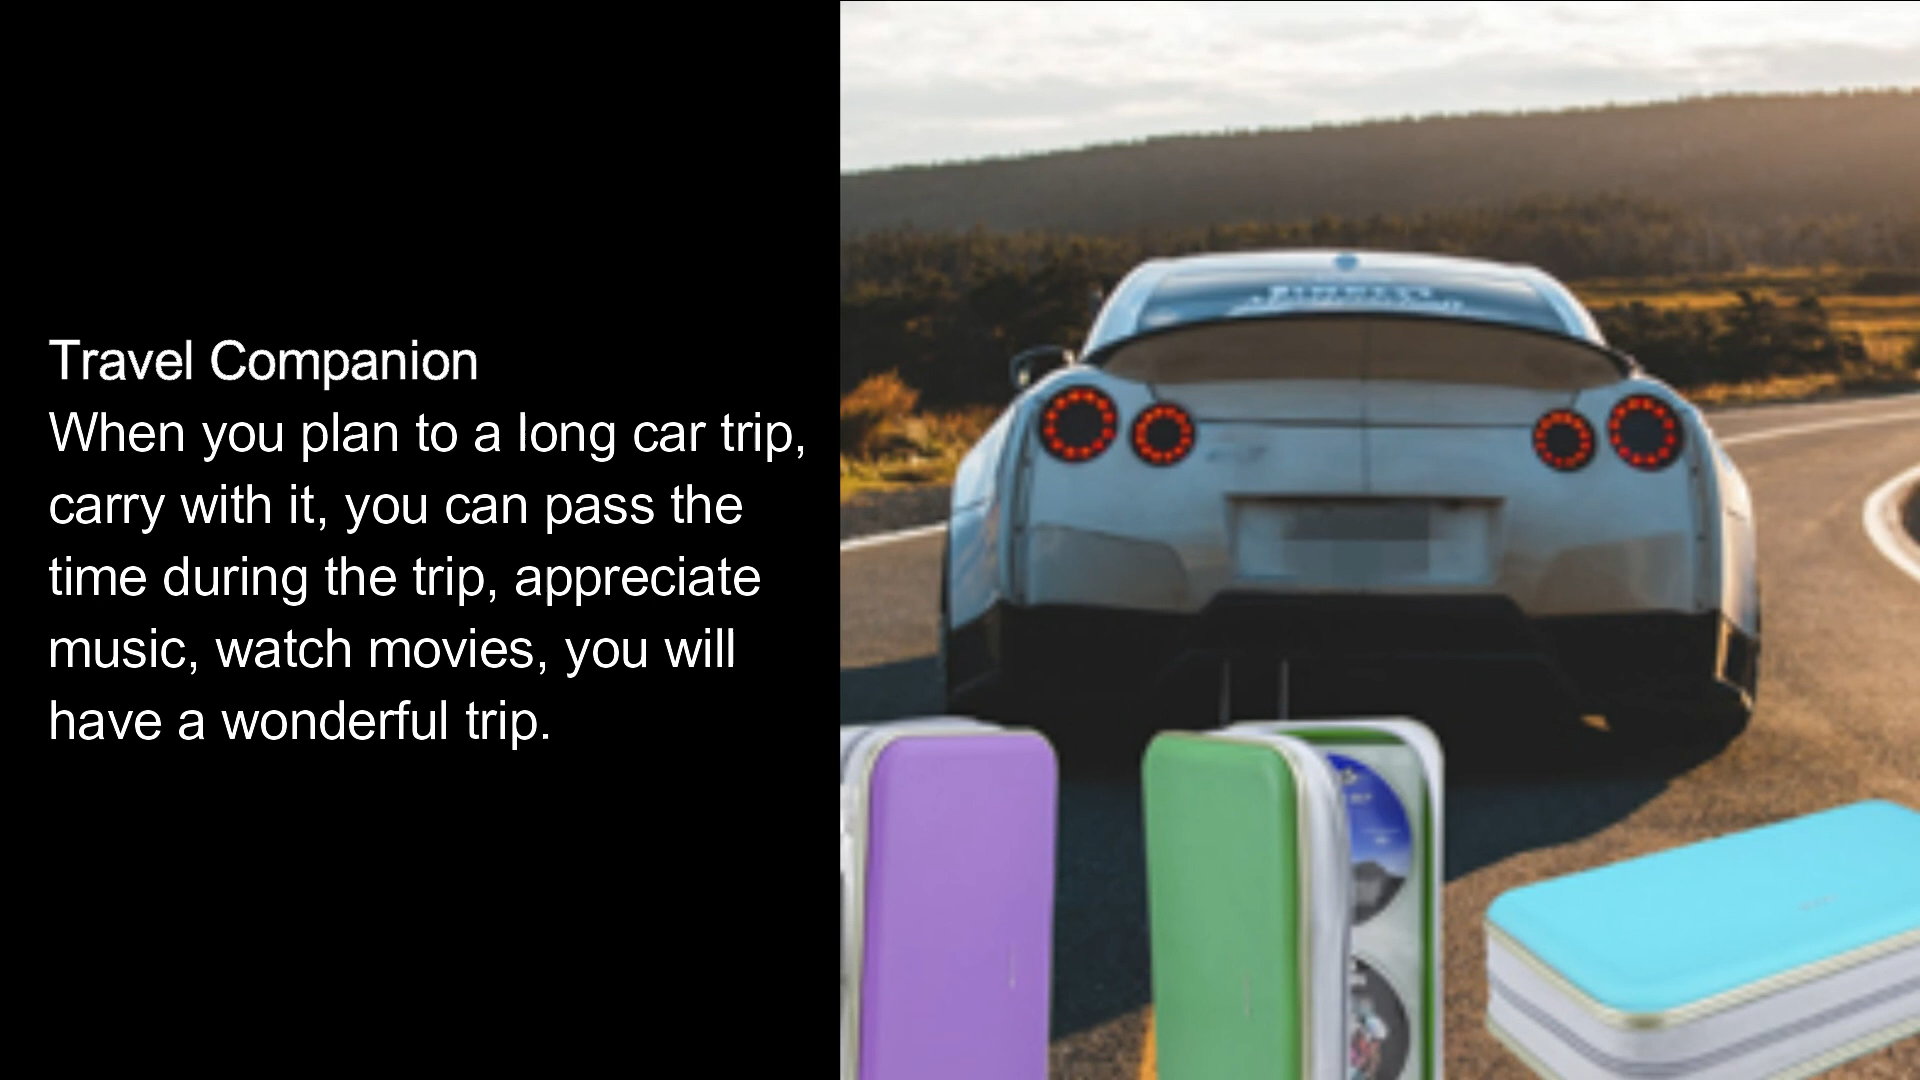 Travel Companion
When you plan to a long car trip,
carry with it, you can pass the
time during the trip, appreciate
music, watch movies, you will
have a wonderful trip.